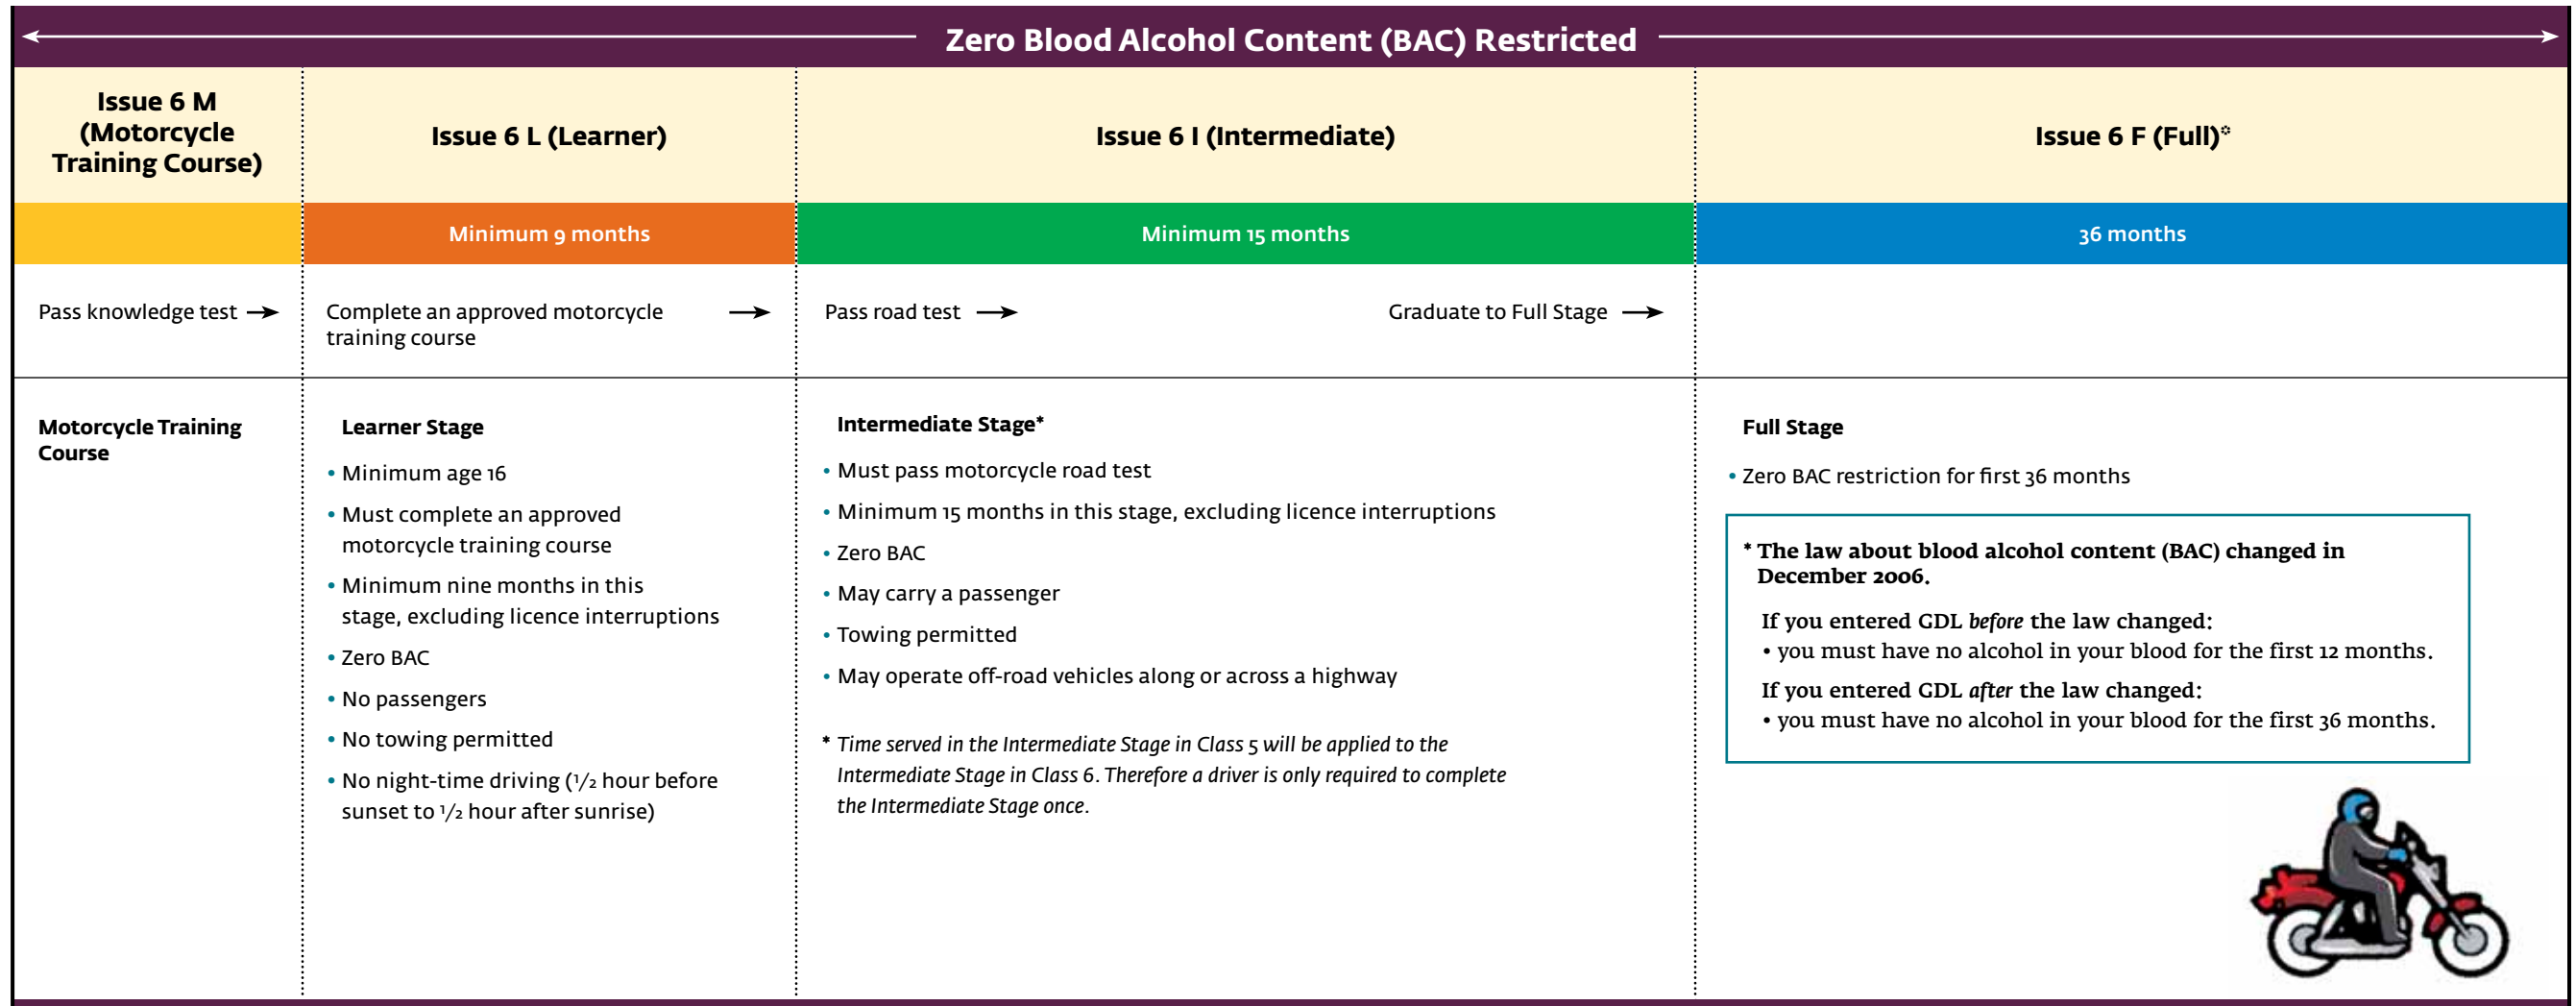 Zero Blood Alcohol Content (BAC) Restricted
Issue 6 M
(Motorcycle
Training Course)
Issue 6 L (Learner)
Issue 6 I (Intermediate)
Issue 6 F (Full)*
Minimum 9 months
Minimum 15 months
36 months
Pass knowledge test →
Complete an approved motorcycle →
training course
Pass road test →
Graduate to Full Stage →
Motorcycle Training
Course
Learner Stage
• Minimum age 16
• Must complete an approved
motorcycle training course
• Minimum nine months in this
stage, excluding licence interruptions
• Zero BAC
• No passengers
• No towing permitted
• No night-time driving (1/2 hour before
sunset to 1/2 hour after sunrise)
Intermediate Stage*
• Must pass motorcycle road test
• Minimum 15 months in this stage, excluding licence interruptions
• Zero BAC
• May carry a passenger
• Towing permitted
• May operate off-road vehicles along or across a highway
* Time served in the Intermediate Stage in Class 5 will be applied to the
Intermediate Stage in Class 6. Therefore a driver is only required to complete
the Intermediate Stage once.
Full Stage
• Zero BAC restriction for first 36 months
* The law about blood alcohol content (BAC) changed in
December 2006.
If you entered GDL before the law changed:
• you must have no alcohol in your blood for the first 12 months.
If you entered GDL after the law changed:
• you must have no alcohol in your blood for the first 36 months.